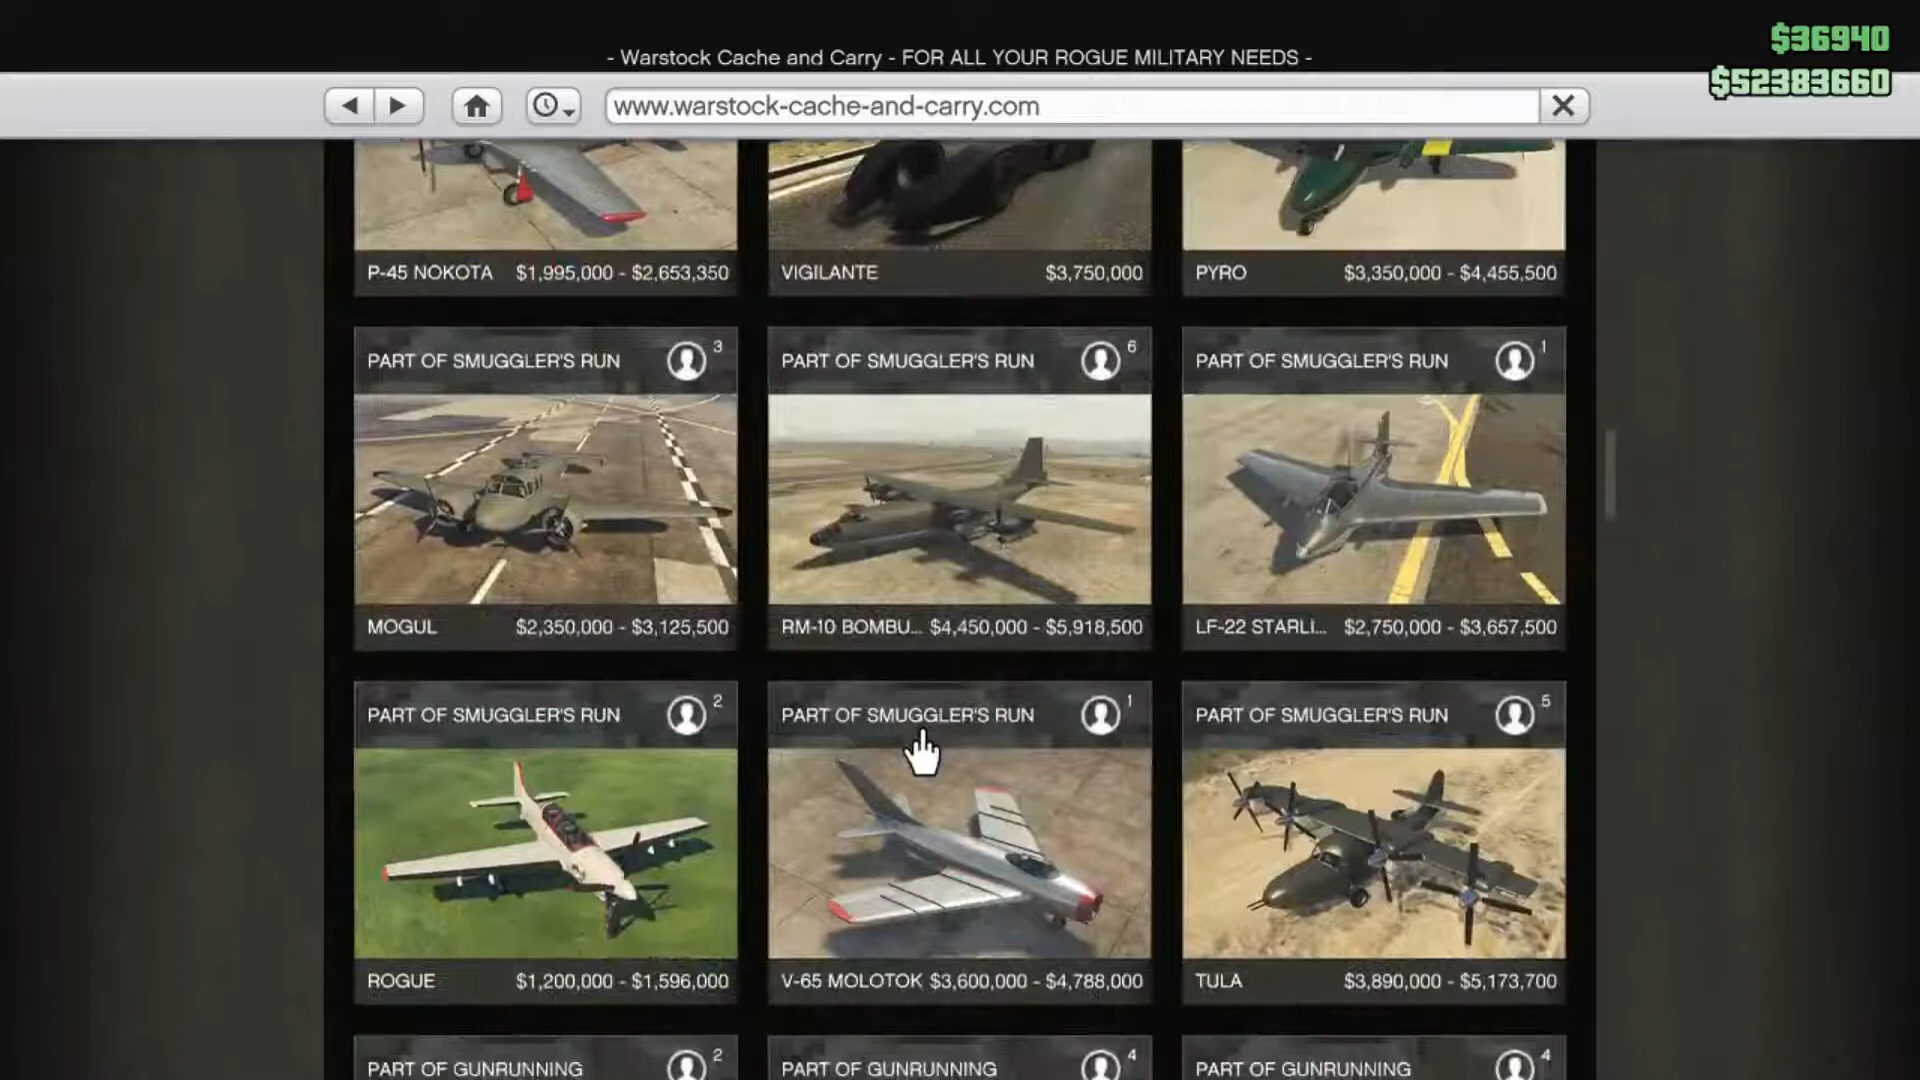 $36940
- Warstock Cache and Carry - FOR ALL YOUR ROGUE MILITARY NEEDS -
$52383660
www.warstock-cache-and-carry.com
P-45 NOKOTA $1,995,000 - $2,653,350
VIGILANTE $3,750,000
PYRO $3,350,000 - $4,455,500
PART OF SMUGGLER'S RUN 3
PART OF SMUGGLER'S RUN 6
PART OF SMUGGLER'S RUN 1
MOGUL $2,350,000 - $3,125,500
RM-10 BOMBU... $4,450,000 - $5,918,500
LF-22 STARLI... $2,750,000 - $3,657,500
PART OF SMUGGLER'S RUN 2
PART OF SMUGGLER'S RUN 1
PART OF SMUGGLER'S RUN 5
ROGUE $1,200,000 - $1,596,000
V-65 MOLOTOK $3,600,000 - $4,788,000
TULA $3,890,000 - $5,173,700
PART OF GUNRUNNING 2
PART OF GUNRUNNING 4
PART OF GUNRUNNING 4